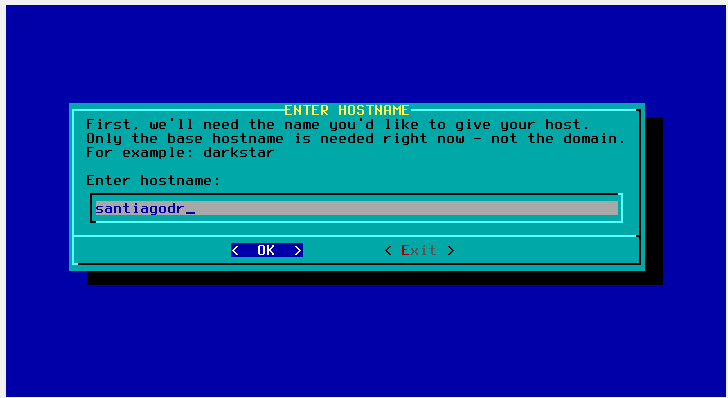 ENTER HOSTNAME
First, we'll need the name you'd like to give your host.
Only the base hostname is needed right now - not the domain.
For example: darkstar
Enter hostname:
santiagodr_
< OK > < Exit >